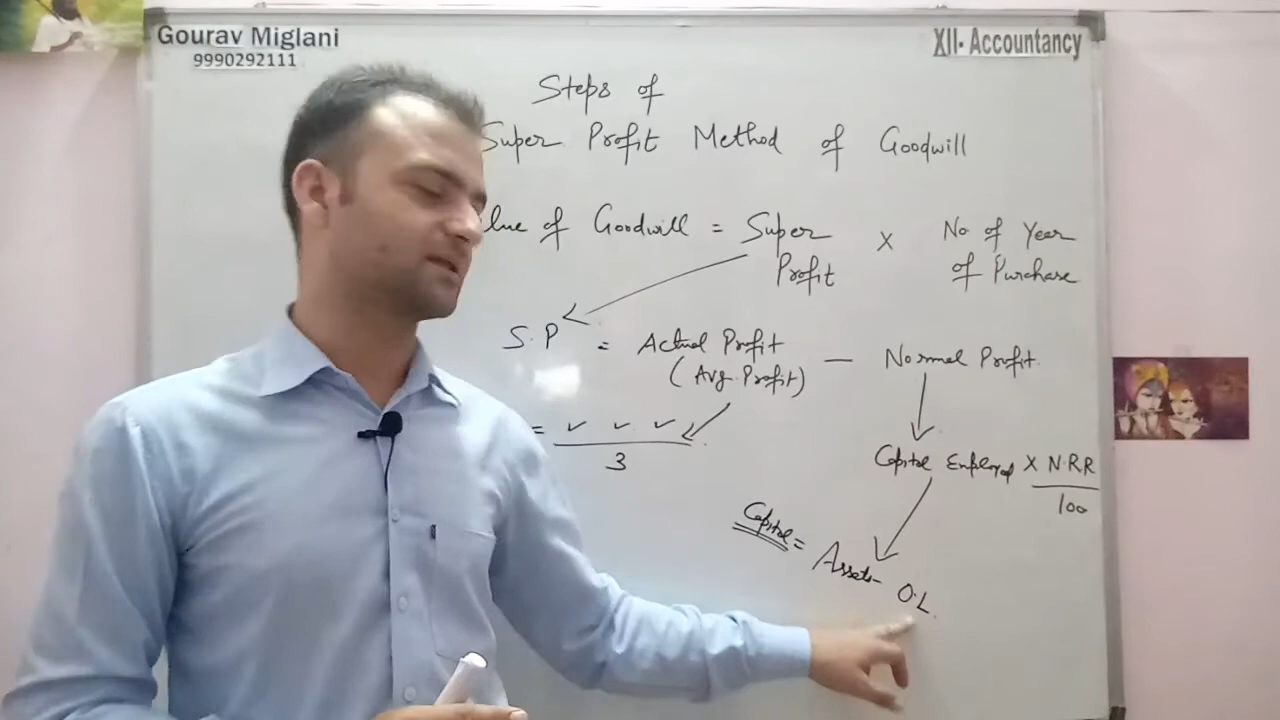 Gourav Miglani
9990292111
XII- Accountancy
Steps of
Super Profit Method of Goodwill
lue of Goodwill = Super Profit X No of Year of Purchase
S.P = Actual Profit (Avg. Profit) — Normal Profit.
= ✓ ✓ ✓
3
Capital Employed X N.RR
100
Capital = Assets - O.L.